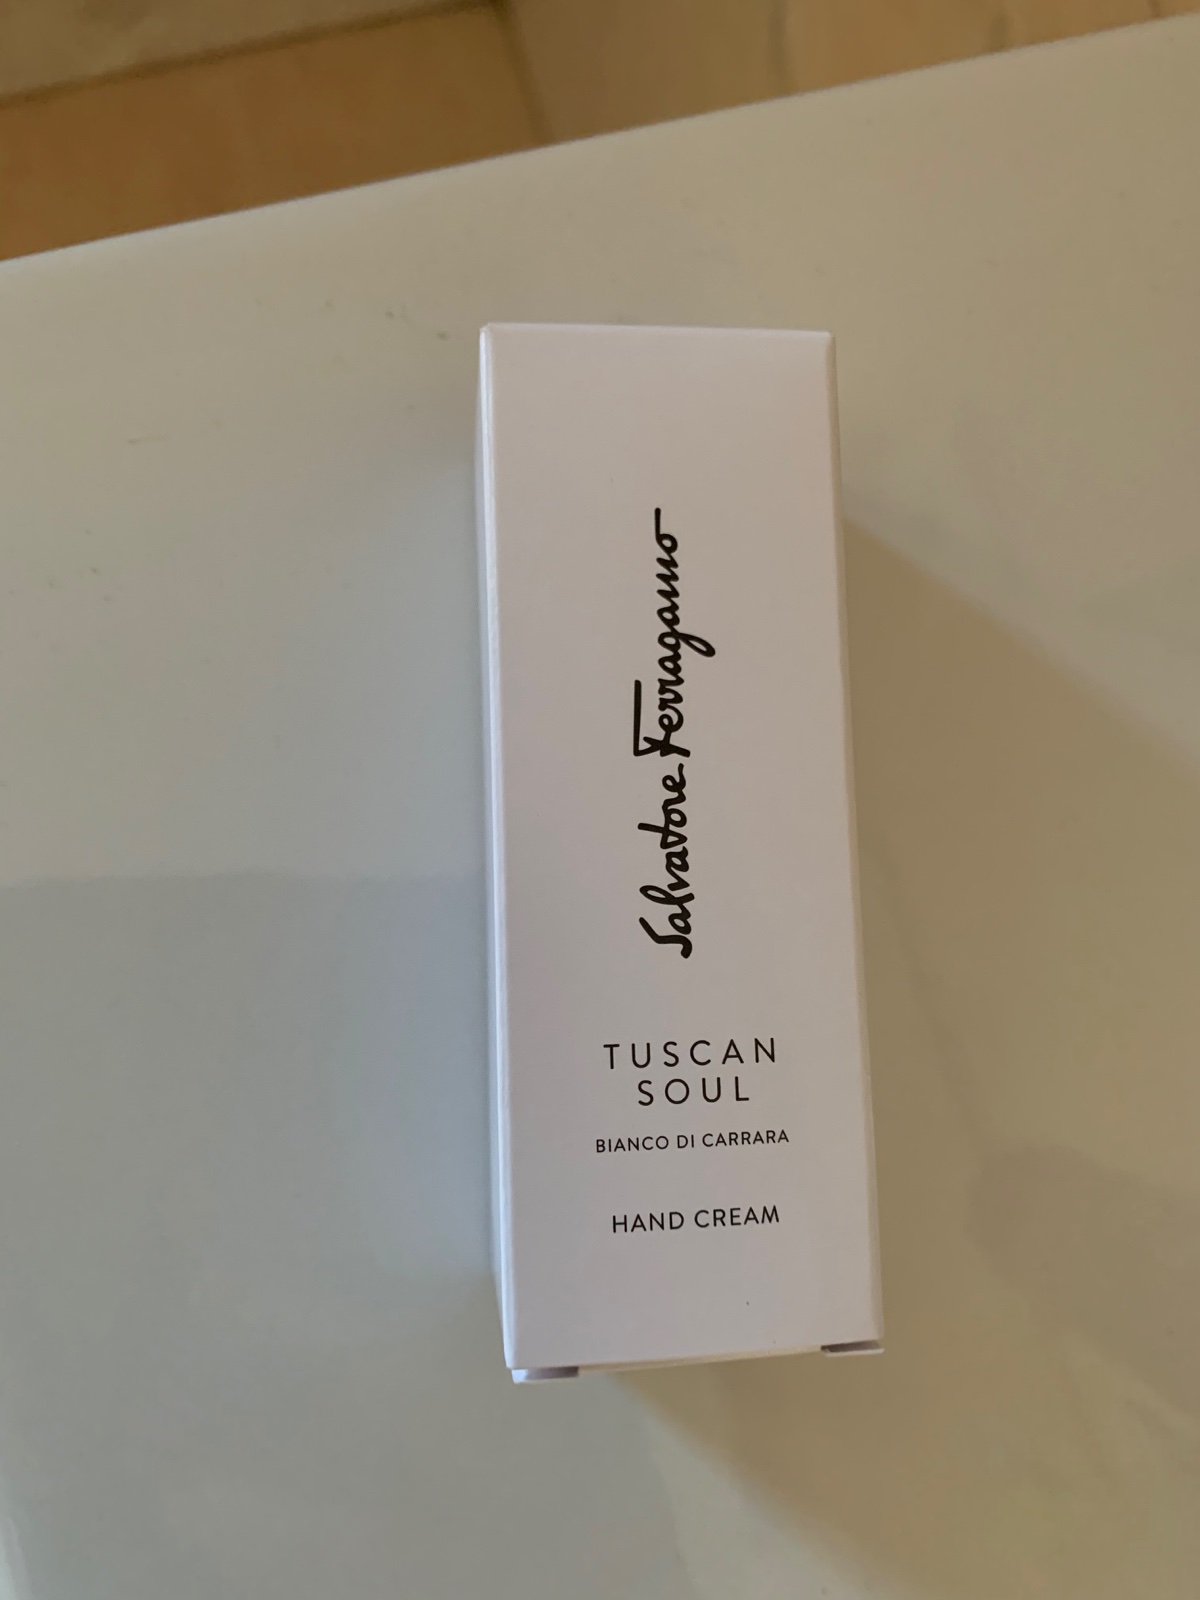 Salvatore Ferragamo
TUSCAN
SOUL
BIANCO DI CARRARA
HAND CREAM